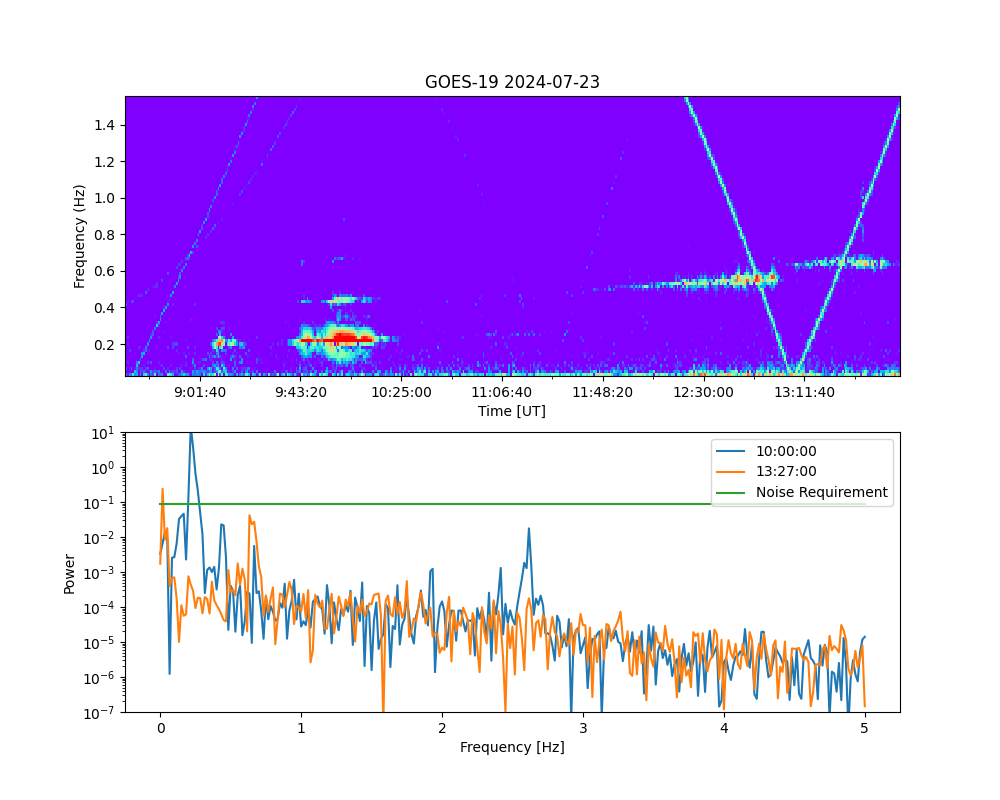 GOES-19 2024-07-23
Frequency (Hz)
1.4
1.2
1.0
0.8
0.6
0.4
0.2
9:01:40 9:43:20 10:25:00 11:06:40 11:48:20 12:30:00 13:11:40
Time [UT]
Power
10^1
10^0
10^-1
10^-2
10^-3
10^-4
10^-5
10^-6
10^-7
10:00:00
13:27:00
Noise Requirement
0 1 2 3 4 5
Frequency [Hz]